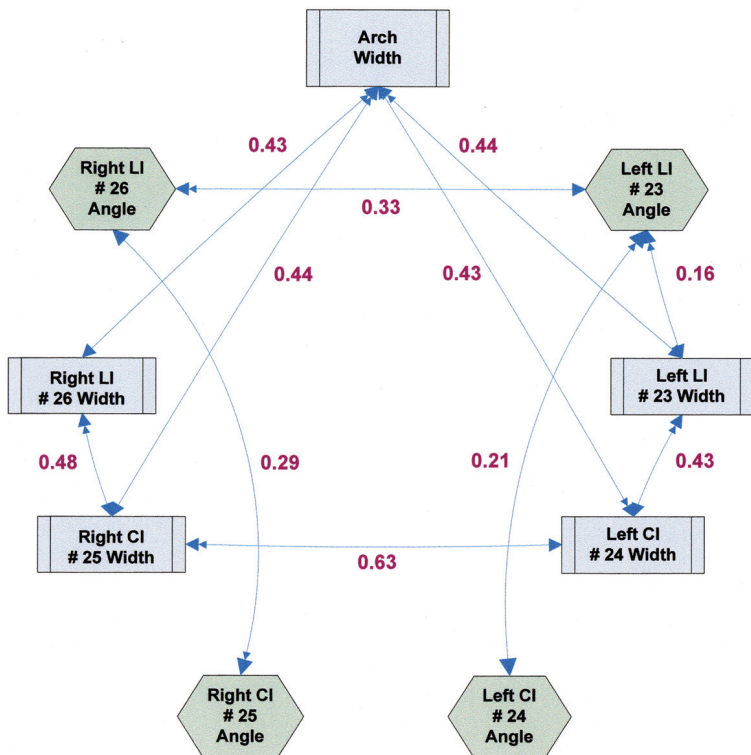 Arch
Width
0.43
0.44
Right LI
# 26
Angle
Left LI
# 23
Angle
0.33
0.44
0.43
0.16
Right LI
# 26 Width
Left LI
# 23 Width
0.48
0.29
0.21
0.43
Right CI
# 25 Width
Left CI
# 24 Width
0.63
Right CI
# 25
Angle
Left CI
# 24
Angle